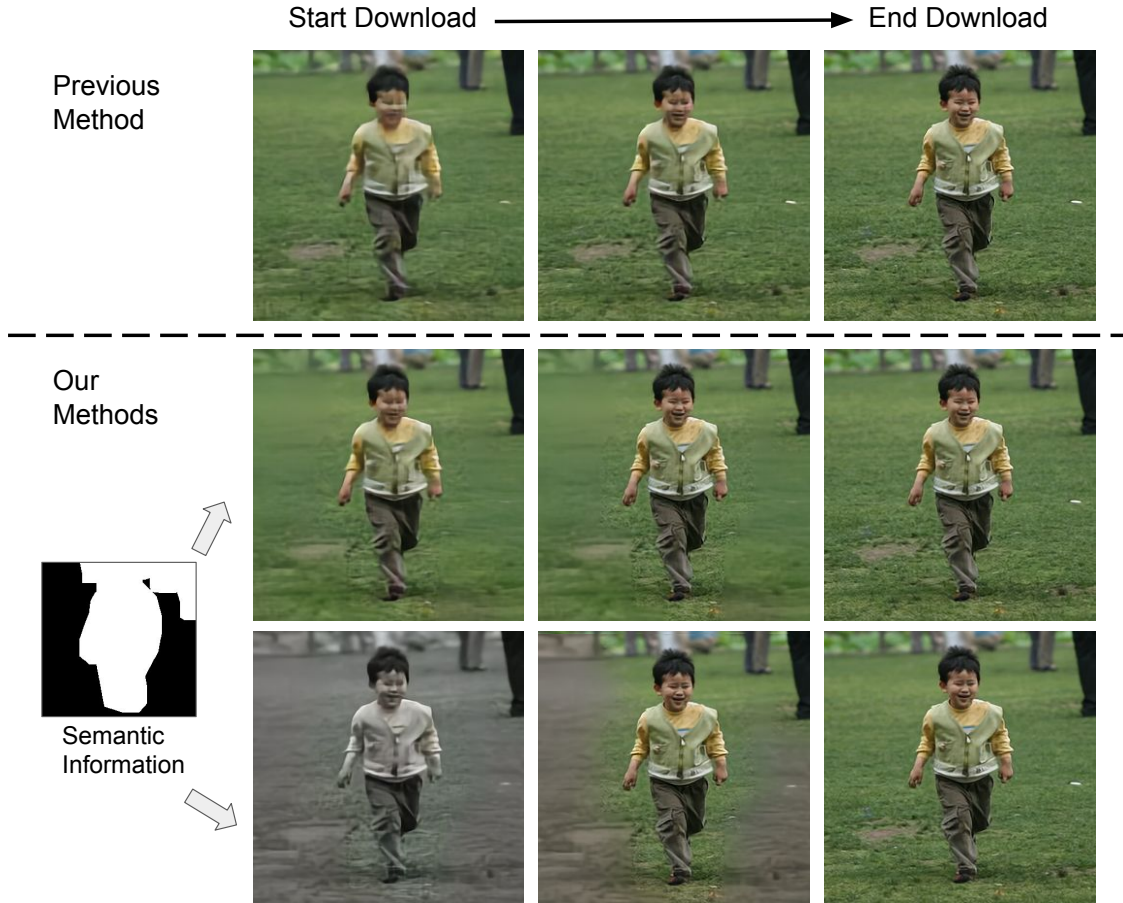 Start Download
End Download
Previous
Method
Our
Methods
Semantic
Information